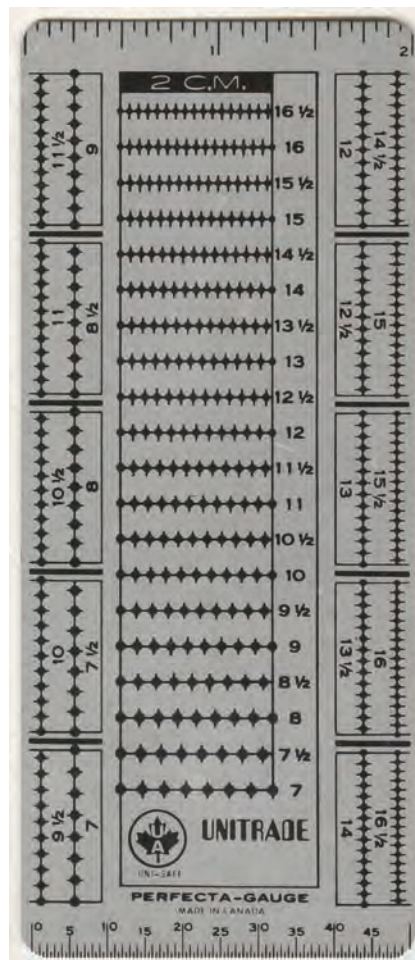 1 2
2 C.M.
16 ½
16
15 ½
15
14 ½
14
13 ½
13
12 ½
12
11 ½
11
10 ½
10
9 ½
9
8 ½
8
7 ½
7
11 ½ 9
11 8 ½
10 ½ 8
10 7 ½
9 ½ 7
12 14 ½
12 ½ 15
13 15 ½
13 ½ 16
14 16 ½
UA
UNI-SAFE
UNITRADE
PERFECTA-GAUGE
MADE IN CANADA
0 5 10 15 20 25 30 35 40 45 50